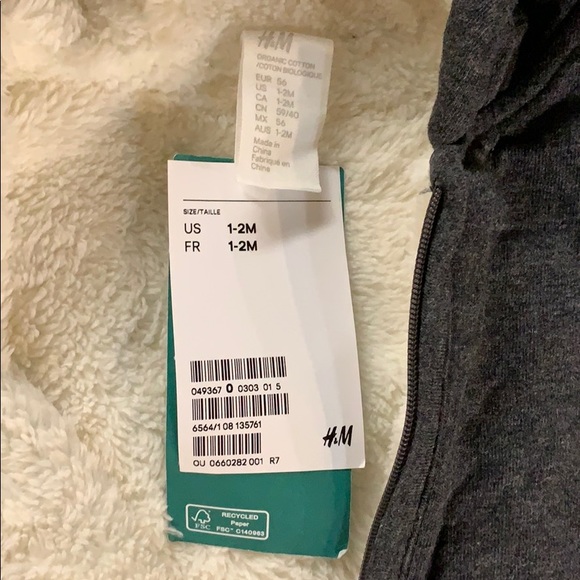 H&M
ORGANIC COTTON
/COTON BIOLOGIQUE
EUR 56
US 1-2M
CA 1-2M
CN 59/40
MX 56
AUS 1-2M
Made in
China
Fabriqué en
Chine
SIZE/TAILLE
US 1-2M
FR 1-2M
049367 0 0303 01 5
6564/1 08 135761
H&M
OU 0660282 001 R7
FSC
RECYCLED
Paper
FSC™ C140983